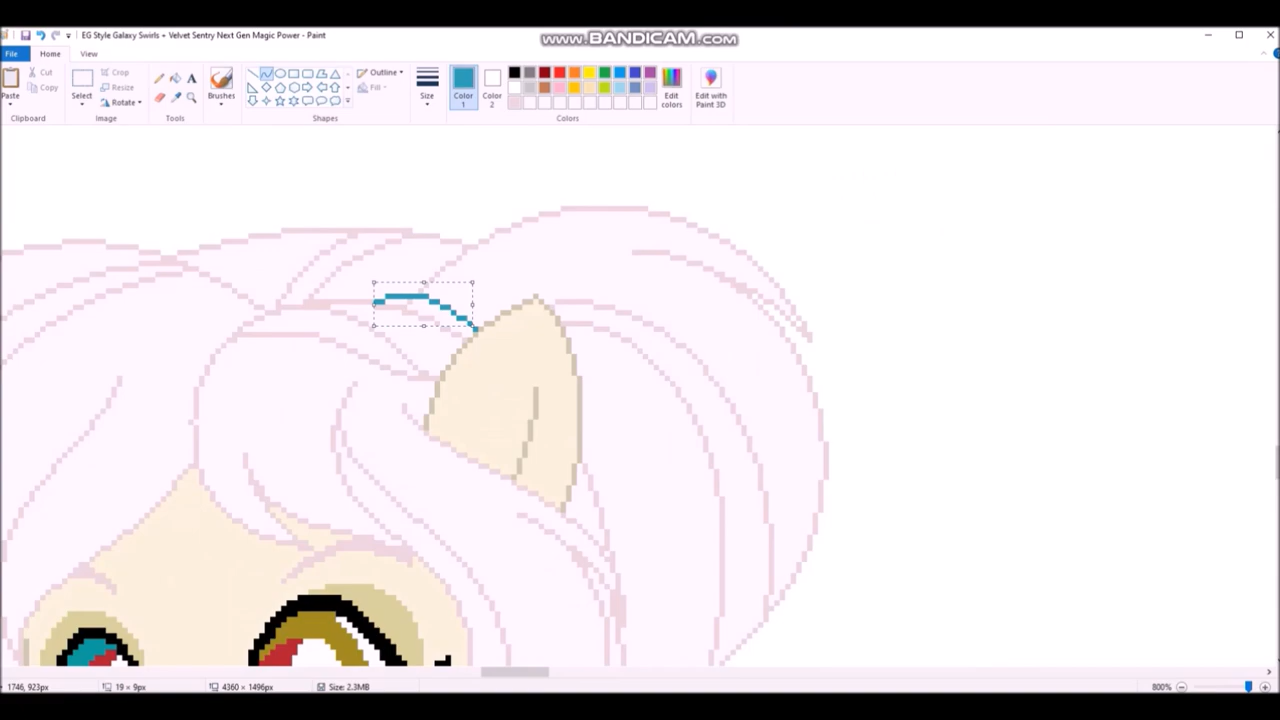 EG Style Galaxy Swirls + Velvet Sentry Next Gen Magic Power - Paint
www.BANDICAM.com
File Home View
Paste Cut Copy Clipboard
Select Crop Resize Rotate Image
Tools
Brushes
Outline Fill Shapes
Size
Color 1 Color 2 Edit colors Colors
Edit with Paint 3D
1746, 923px 19 × 9px 4360 × 1496px Size: 2.3MB 800%